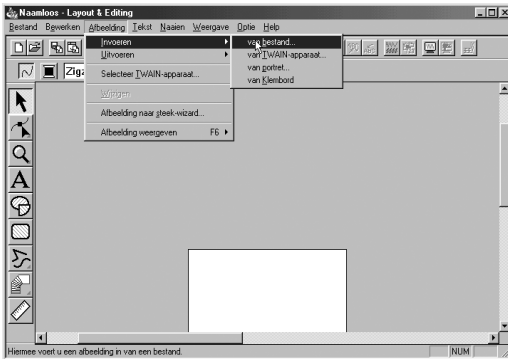 Naamloos - Layout & Editing
Bestand Bewerken Afbeelding Tekst Naaien Weergave Optie Help
Invoeren
Uitvoeren
Selecteer TWAIN-apparaat...
Wijzigen
Afbeelding naar steek-wizard...
Afbeelding weergeven F6
van bestand...
van TWAIN-apparaat...
van portret...
van Klembord
A
Hiermee voert u een afbeelding in van een bestand.
NUM